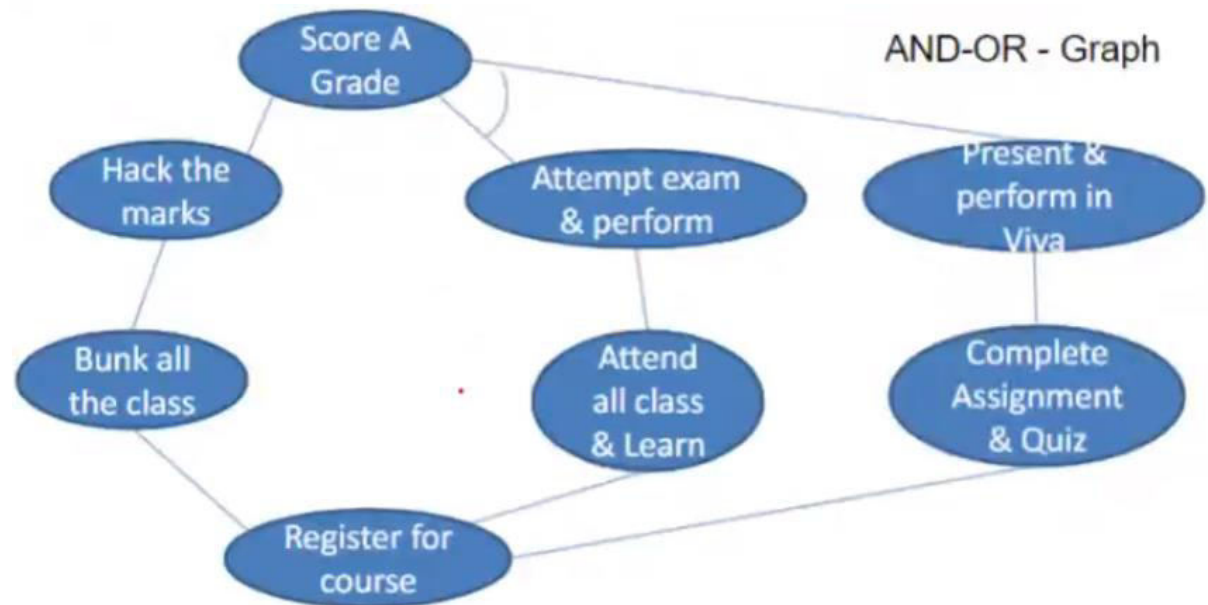 Score A
Grade
AND-OR - Graph
Hack the
marks
Attempt exam
& perform
Present &
perform in
Viva
Bunk all
the class
Attend
all class
& Learn
Complete
Assignment
& Quiz
Register for
course